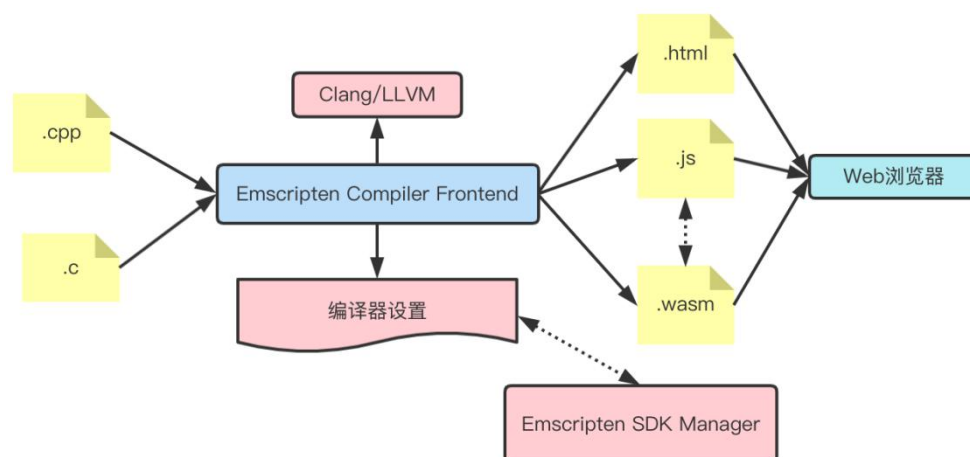 .html
Clang/LLVM
.cpp
.js
Emscripten Compiler Frontend
Web浏览器
.c
编译器设置
.wasm
Emscripten SDK Manager